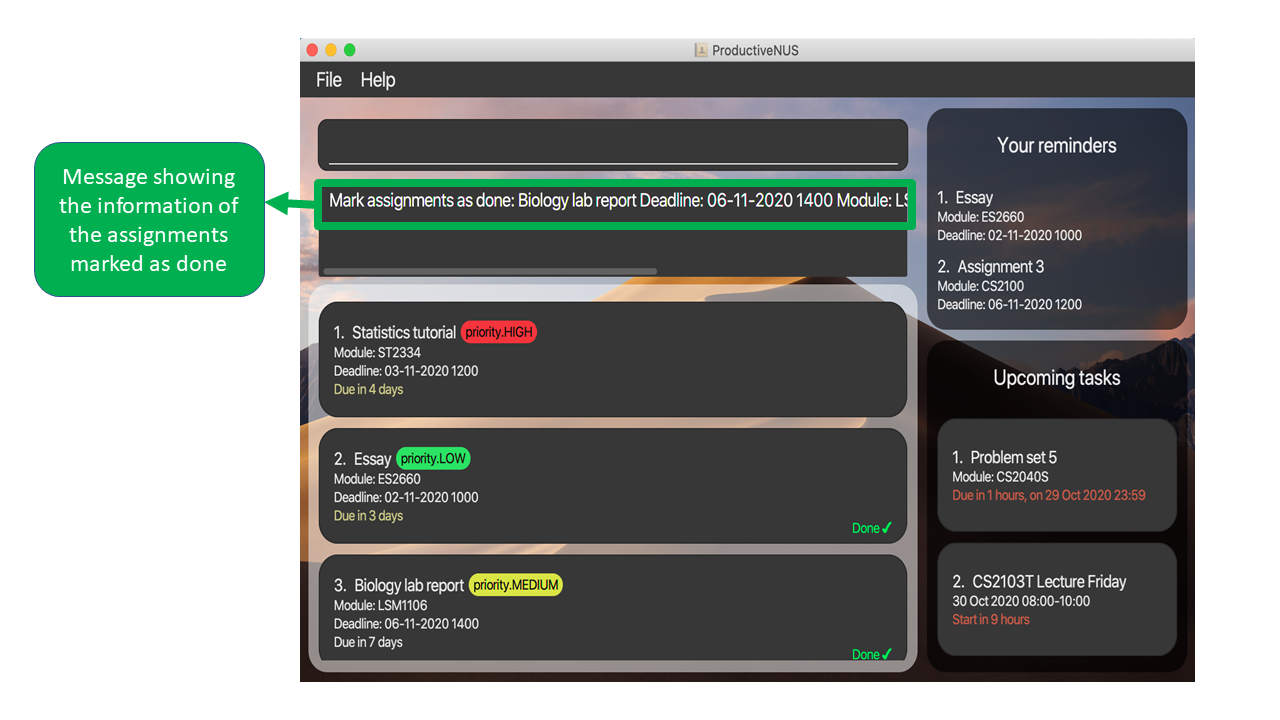 ProductiveNUS
File Help
Message showing
the information of
the assignments
marked as done
Mark assignments as done: Biology lab report Deadline: 06-11-2020 1400 Module: LS
1. Statistics tutorial priority.HIGH
Module: ST2334
Deadline: 03-11-2020 1200
Due in 4 days
2. Essay priority.LOW
Module: ES2660
Deadline: 02-11-2020 1000
Due in 3 days
Done ✓
3. Biology lab report priority.MEDIUM
Module: LSM1106
Deadline: 06-11-2020 1400
Due in 7 days
Done ✓
Your reminders
1. Essay
Module: ES2660
Deadline: 02-11-2020 1000
2. Assignment 3
Module: CS2100
Deadline: 06-11-2020 1200
Upcoming tasks
1. Problem set 5
Module: CS2040S
Due in 1 hours, on 29 Oct 2020 23:59
2. CS2103T Lecture Friday
30 Oct 2020 08:00-10:00
Start in 9 hours